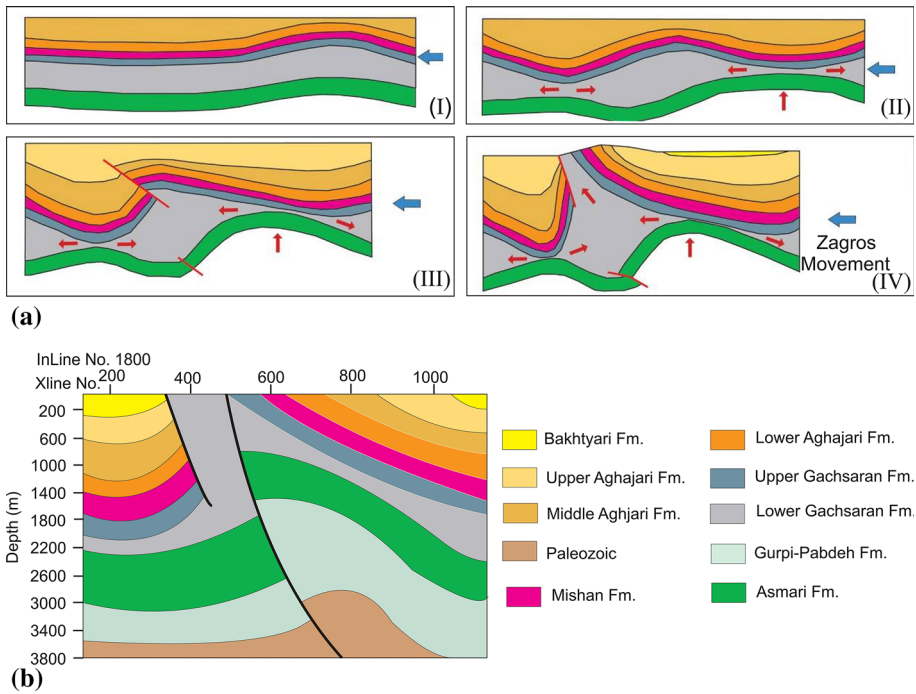 (I)
(II)
(III)
Zagros
Movement
(IV)
(a)
InLine No. 1800
Xline No.
200 400 600 800 1000
200
600
1000
1400
1800
2200
2600
3000
3400
3800
Depth (m)
Bakhtyari Fm.
Upper Aghajari Fm.
Middle Aghjari Fm.
Paleozoic
Mishan Fm.
Lower Aghajari Fm.
Upper Gachsaran Fm.
Lower Gachsaran Fm.
Gurpi-Pabdeh Fm.
Asmari Fm.
(b)